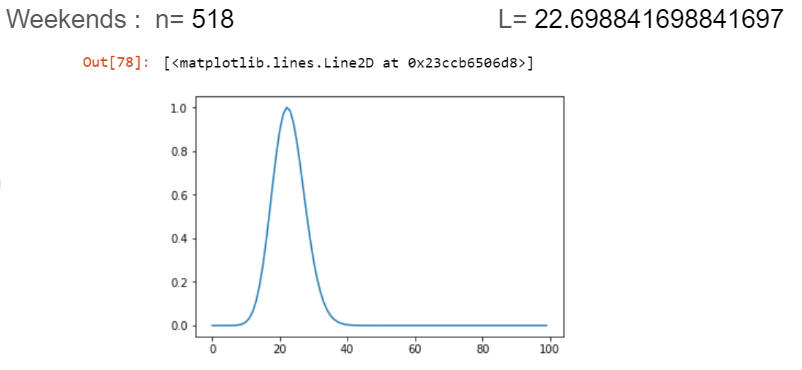 Weekends : n= 518 L= 22.698841698841697
Out[78]: [<matplotlib.lines.Line2D at 0x23ccb6506d8>]
1.0
0.8
0.6
0.4
0.2
0.0
0 20 40 60 80 100